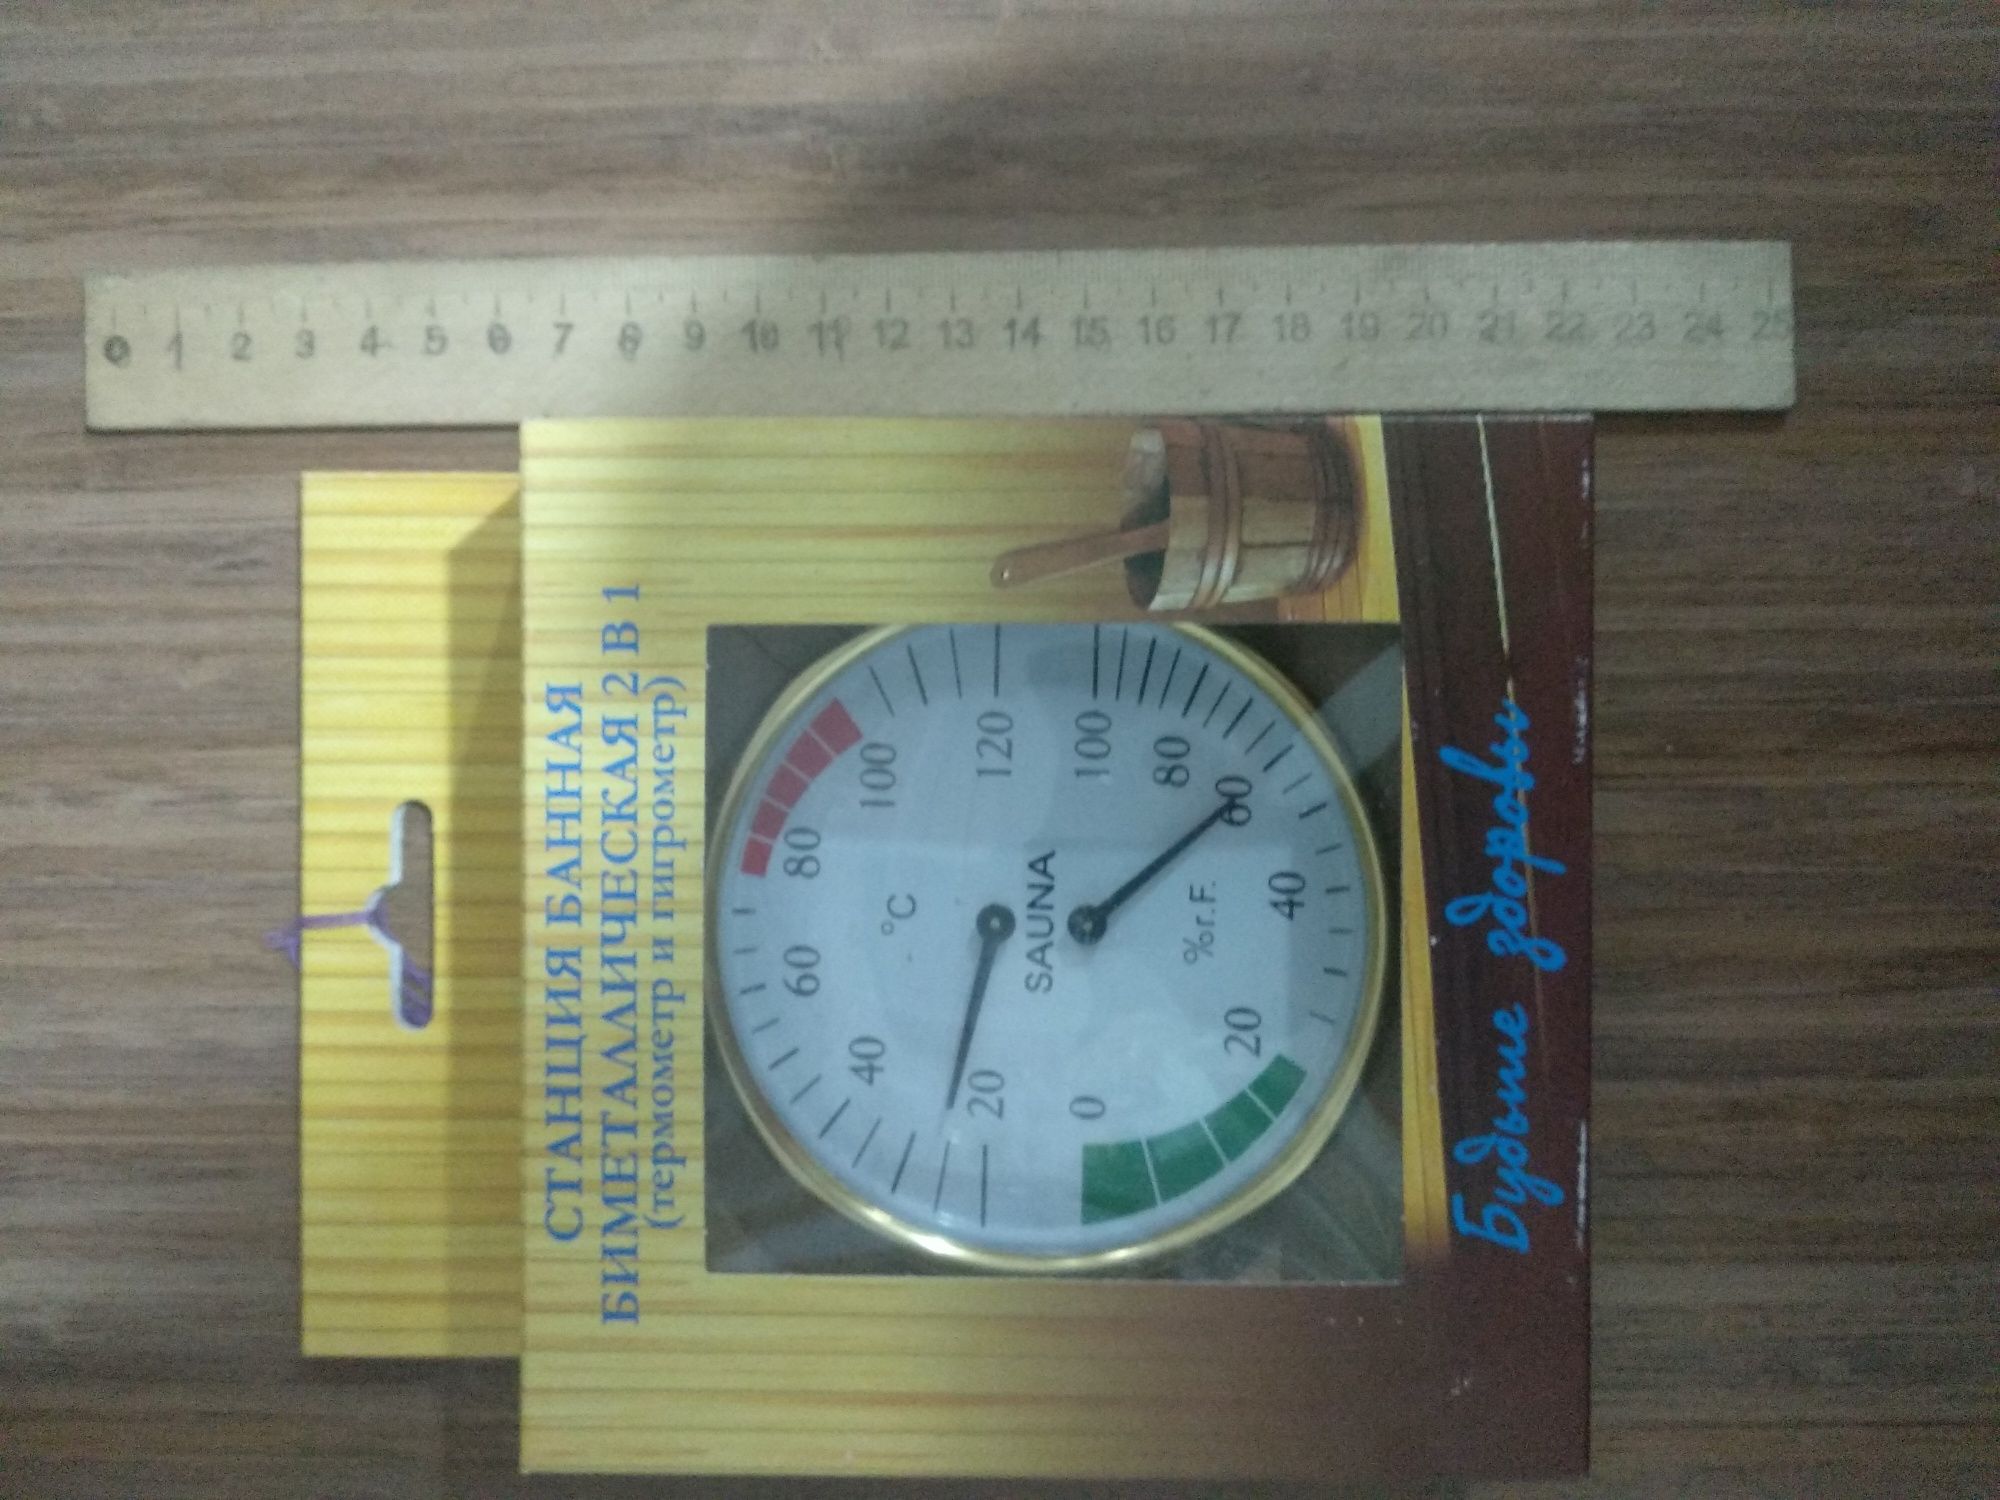 0 1 2 3 4 5 6 7 8 9 10 11 12 13 14 15 16 17 18 19 20 21 22 23 24 25
СТАНЦИЯ БАННАЯ
БИМЕТАЛЛИЧЕСКАЯ 2 В 1
(термометр и гигрометр)
20 40 60 80 100 120
°C
SAUNA
%r.F.
0 20 40 60 80 100
Будьте здоровы